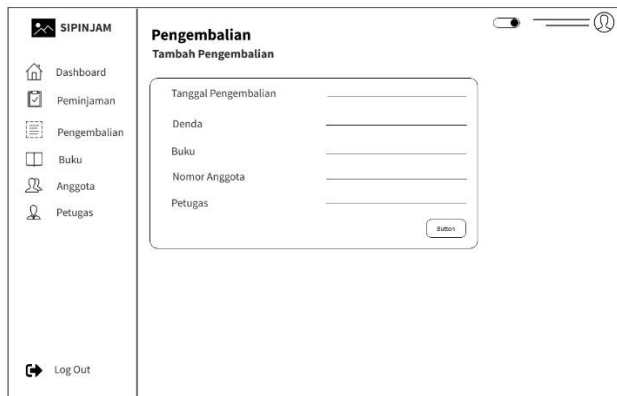 SIPINJAM
Dashboard
Peminjaman
Pengembalian
Buku
Anggota
Petugas
Log Out
Pengembalian
Tambah Pengembalian
Tanggal Pengembalian
Denda
Buku
Nomor Anggota
Petugas
Button